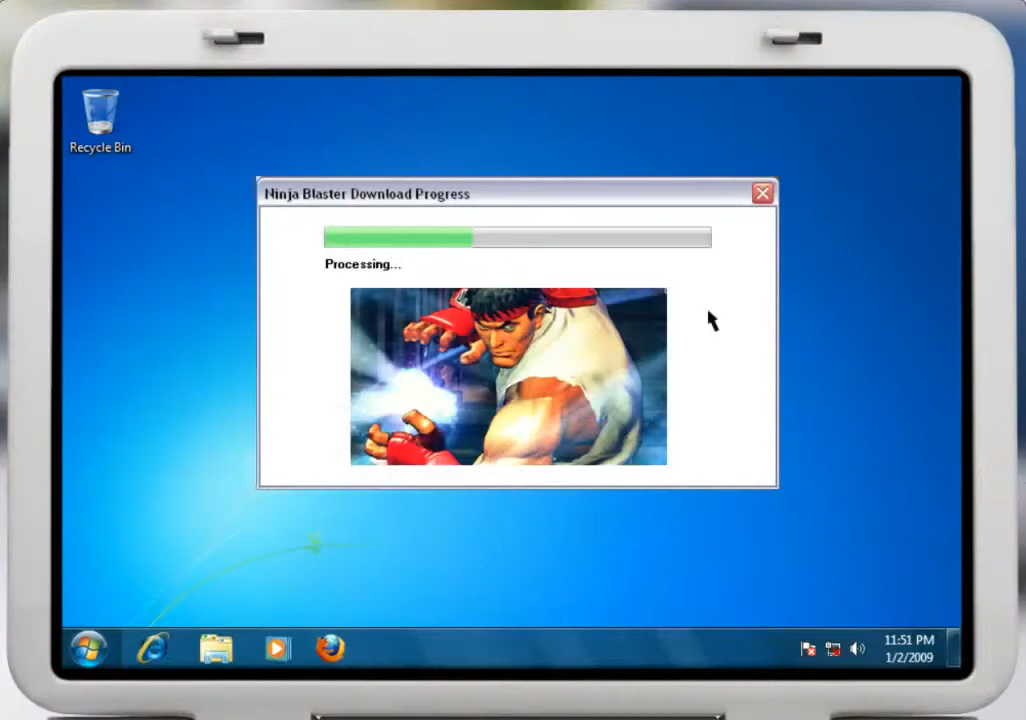 Recycle Bin
Ninja Blaster Download Progress
Processing...
11:51 PM
1/2/2009